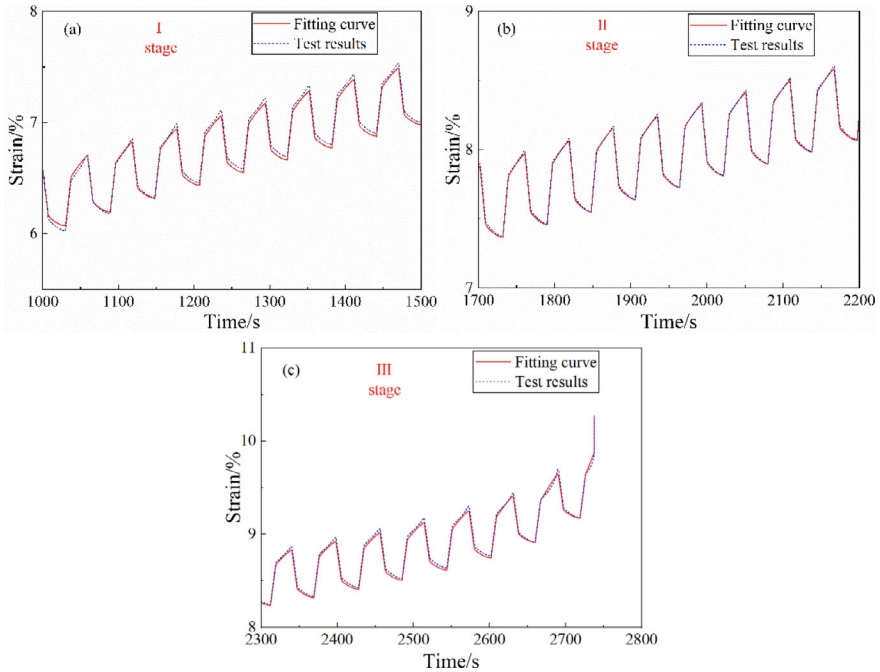 (a)
I
stage
Fitting curve
Test results
8
7
6
Strain/%
1000 1100 1200 1300 1400 1500
Time/s
(b)
II
stage
Fitting curve
Test results
9
8
7
Strain/%
1700 1800 1900 2000 2100 2200
Time/s
(c)
III
stage
Fitting curve
Test results
11
10
9
8
Strain/%
2300 2400 2500 2600 2700 2800
Time/s